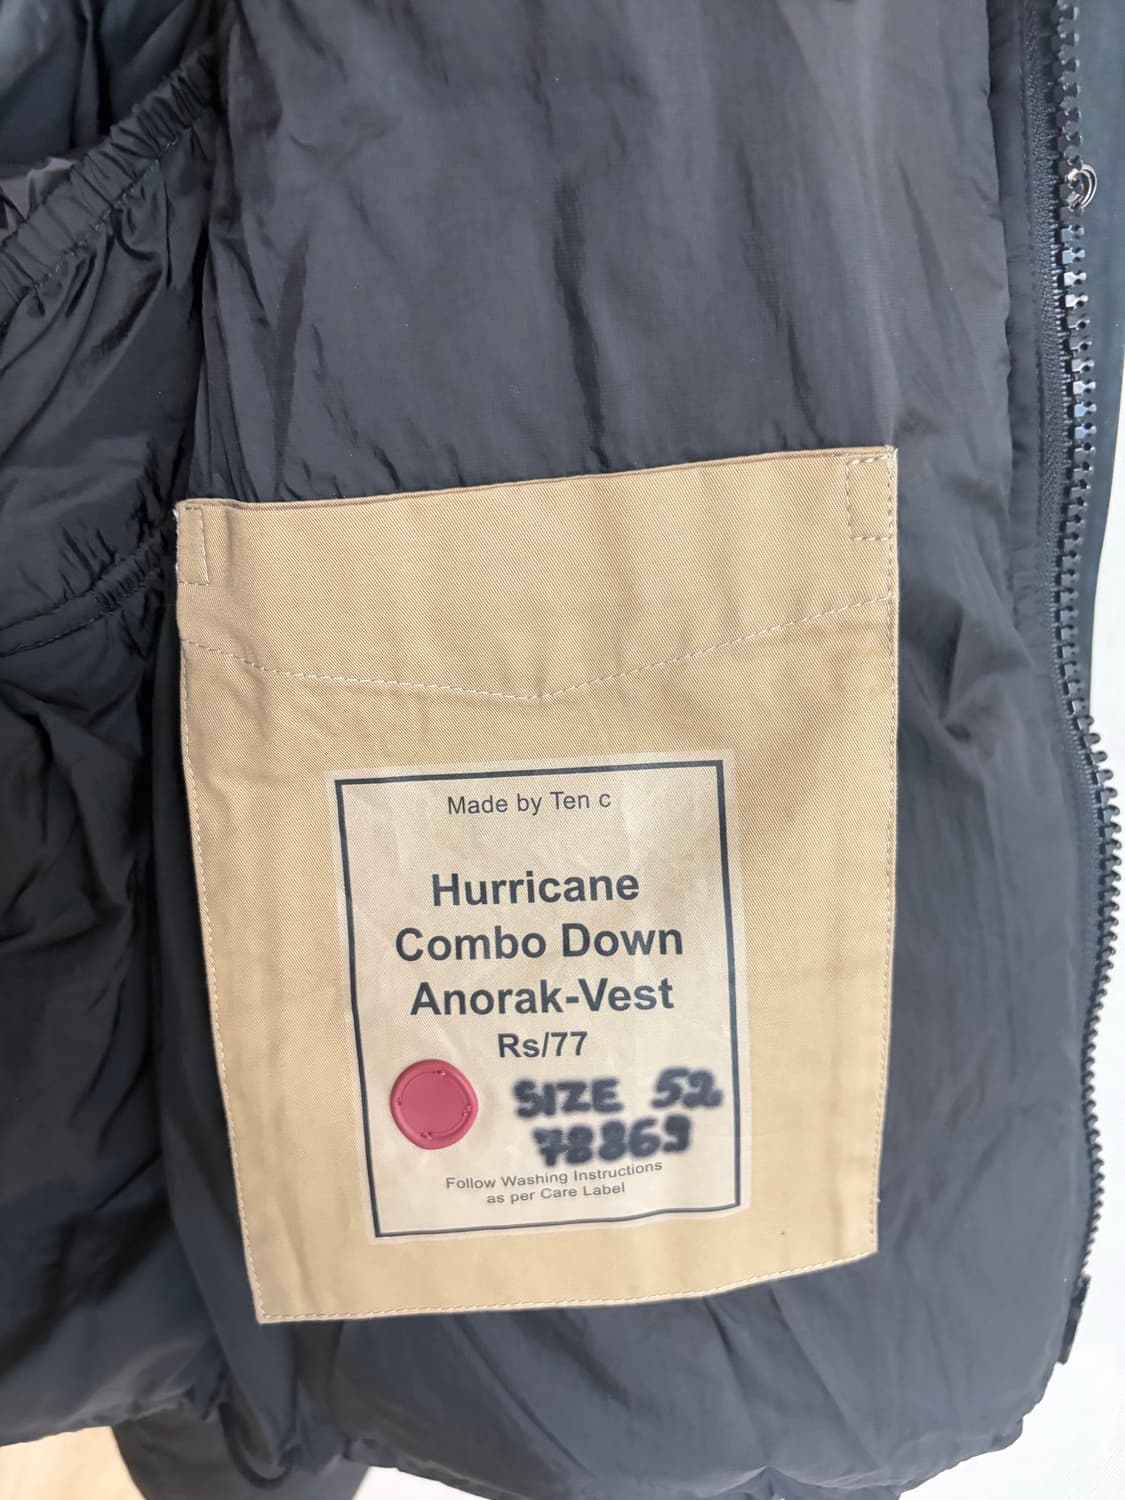 Made by Ten c
Hurricane
Combo Down
Anorak-Vest
Rs/77
SIZE 52
78869
Follow Washing Instructions
as per Care Label